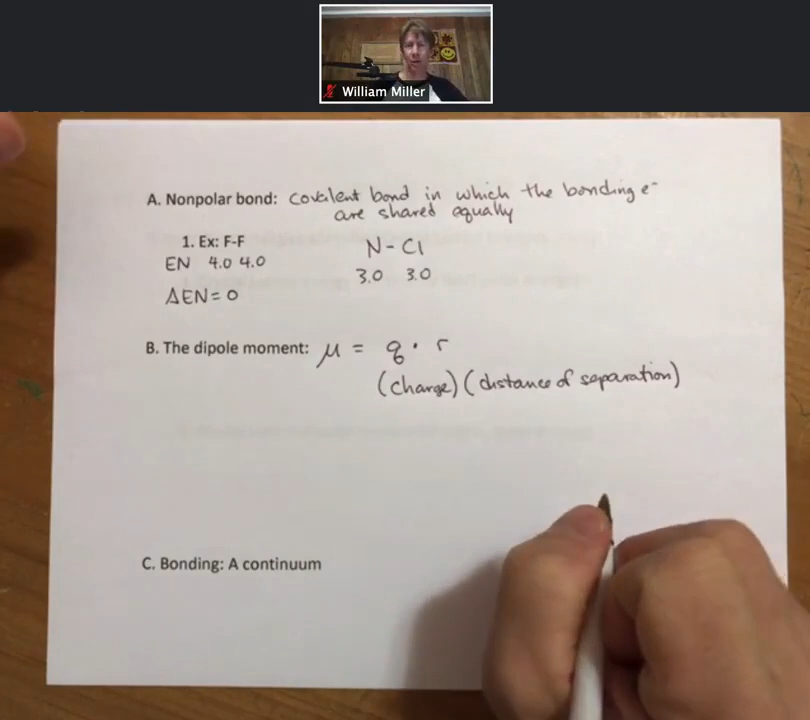 William Miller
A. Nonpolar bond: covalent bond in which the bonding e⁻
are shared equally
1. Ex: F-F
N-Cl
EN 4.0 4.0
3.0 3.0
ΔEN=0
B. The dipole moment: μ = q · r
(charge) (distance of separation)
C. Bonding: A continuum